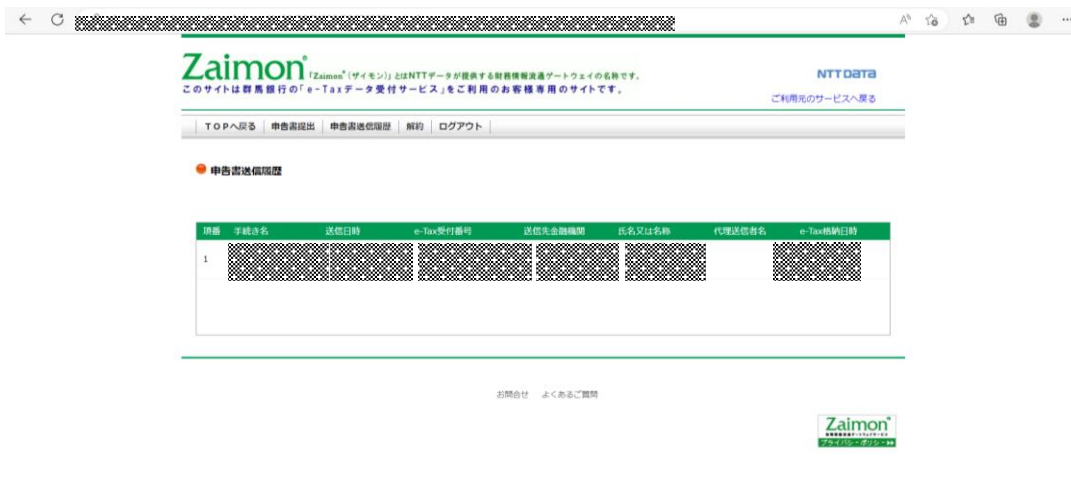 Zaimon® 「Zaimon®(ザイモン)」とはNTTデータが提供する財務情報流通ゲートウェイの名称です。
NTT DATA
このサイトは群馬銀行の「e-Taxデータ受付サービス」をご利用のお客様専用のサイトです。
ご利用元のサービスへ戻る
TOPへ戻る 申告書提出 申告書送信履歴 解約 ログアウト
申告書送信履歴
項番 手続き名 送信日時 e-Tax受付番号 送信先金融機関 氏名又は名称 代理送信者名 e-Tax格納日時
1
お問合せ よくあるご質問
Zaimon®
プライバシ・ポリシ